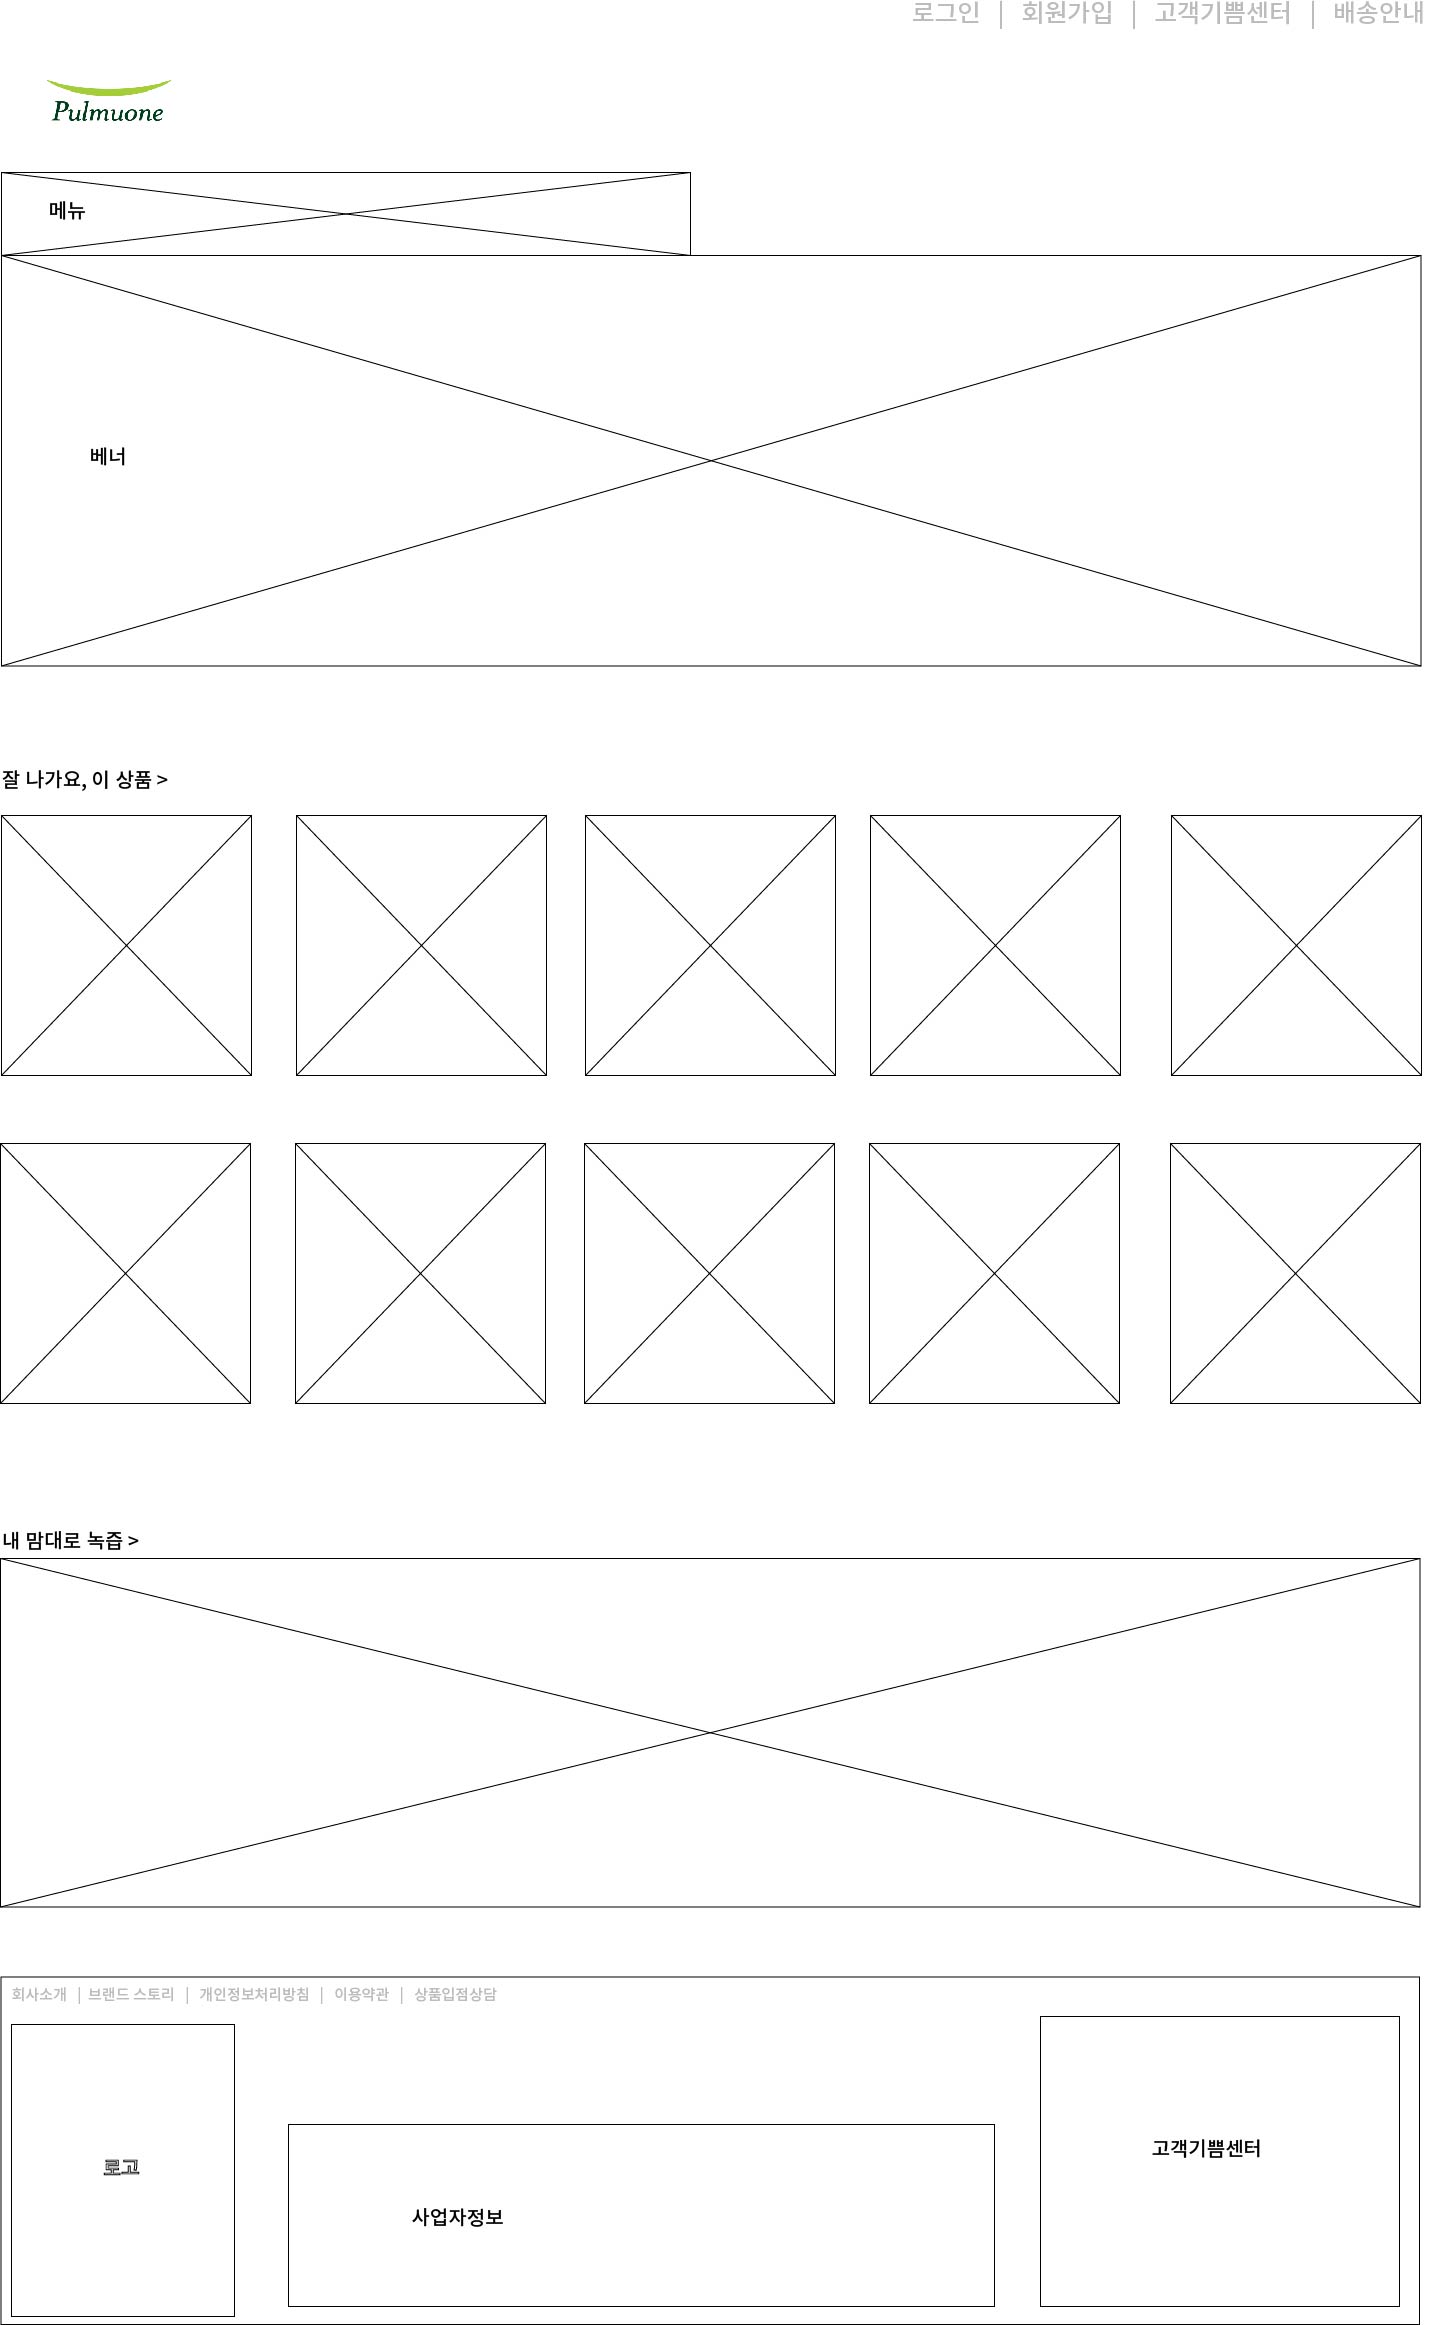 로그인 | 회원가입 | 고객기쁨센터 | 배송안내
Pulmuone
메뉴
베너
잘 나가요, 이 상품 >
내 맘대로 녹즙 >
회사소개 | 브랜드 스토리 | 개인정보처리방침 | 이용약관 | 상품입점상담
로고
사업자정보
고객기쁨센터